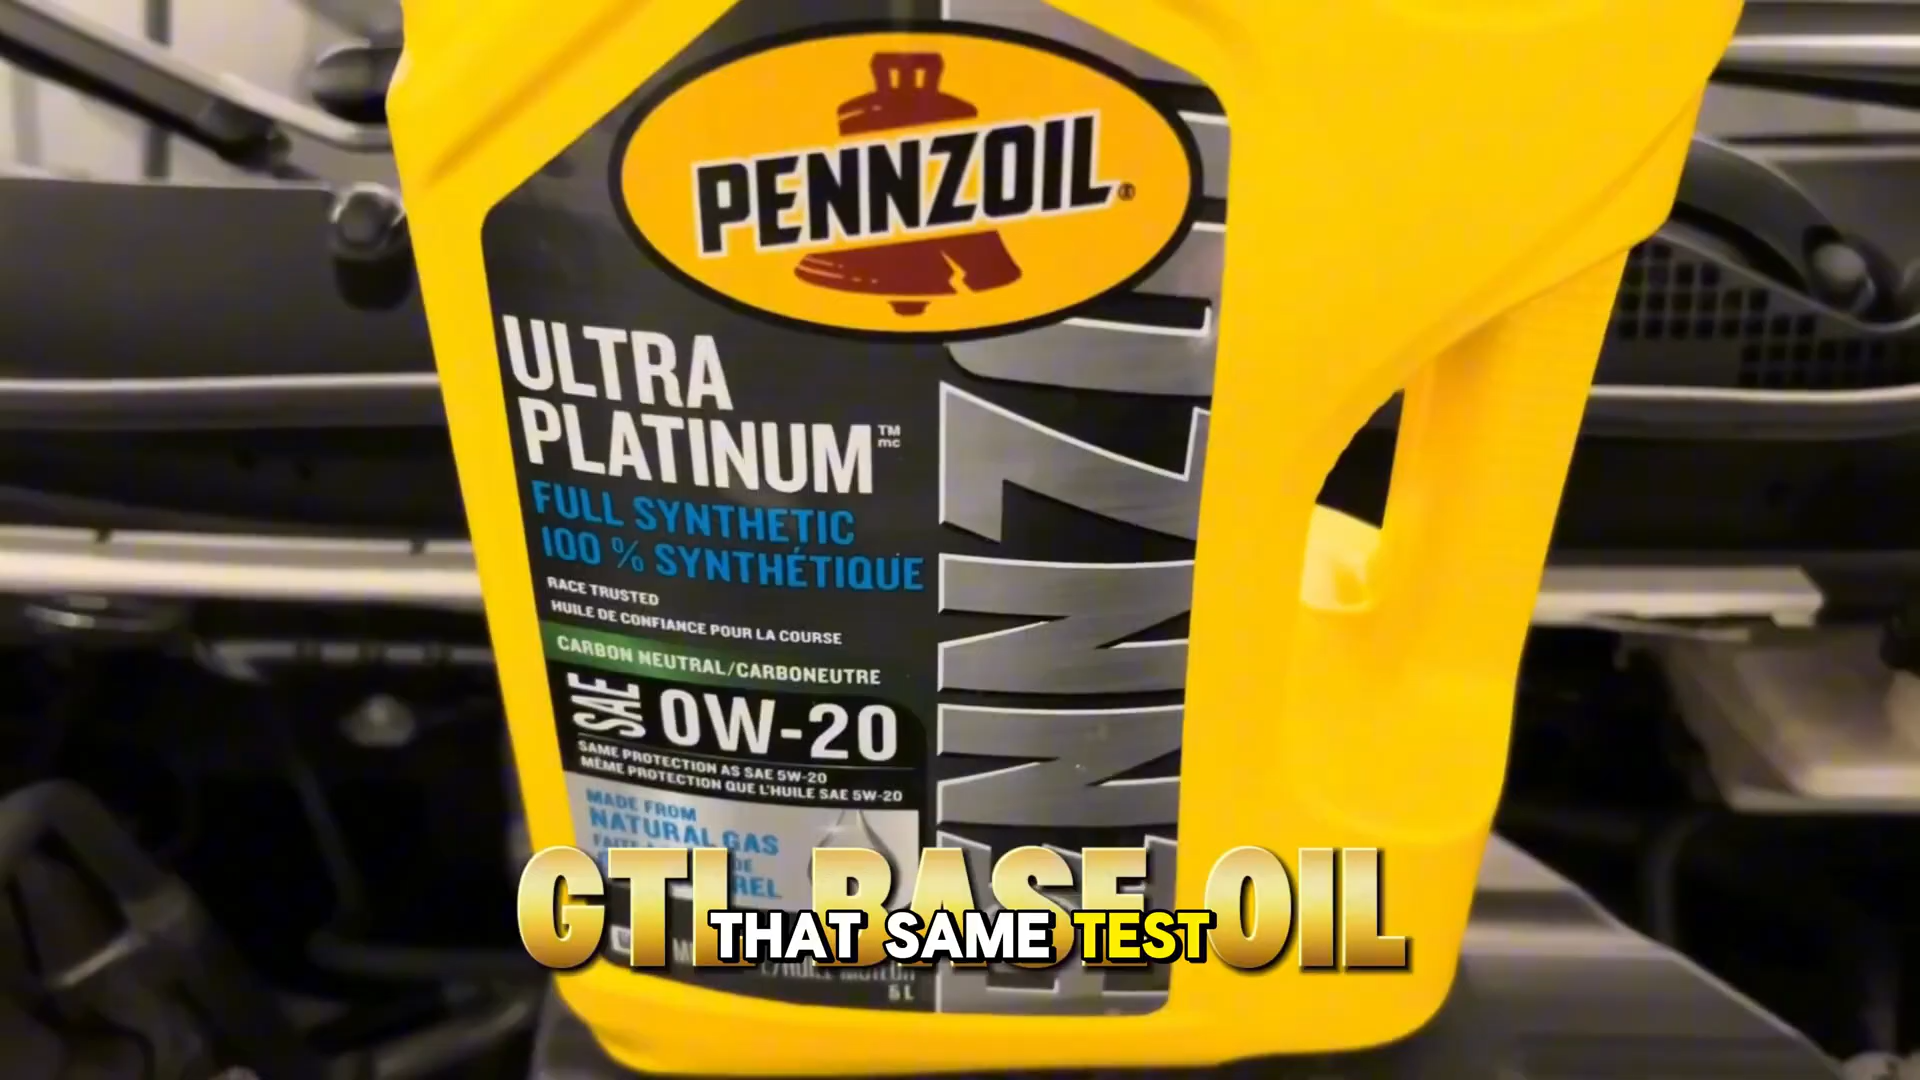 PENNZOIL®
ULTRA
PLATINUM™
mc
FULL SYNTHETIC
100 % SYNTHÉTIQUE
RACE TRUSTED
HUILE DE CONFIANCE POUR LA COURSE
CARBON NEUTRAL/CARBONEUTRE
SAE 0W-20
SAME PROTECTION AS SAE 5W-20
MÊME PROTECTION QUE L'HUILE SAE 5W-20
MADE FROM
NATURAL GAS
GTL BASE OIL
THAT SAME TEST
5 L